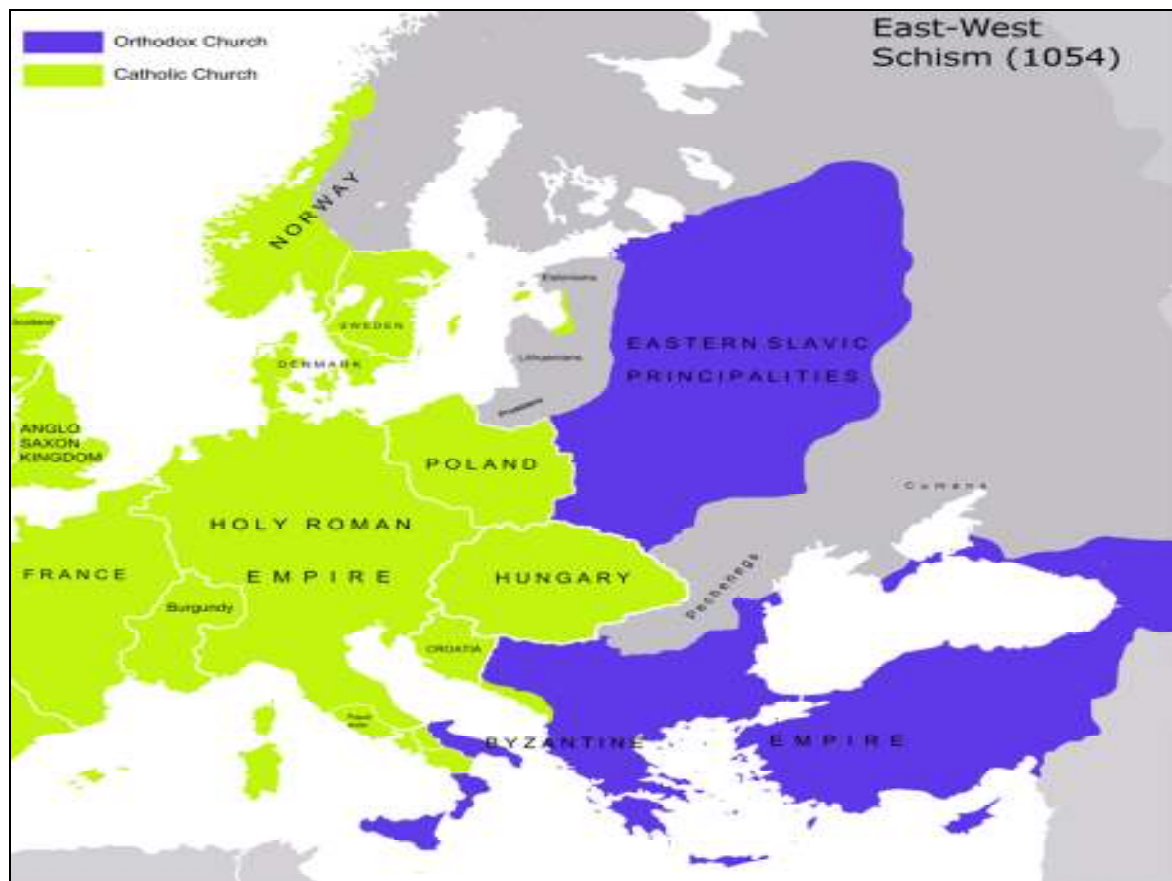 Orthodox Church
Catholic Church
East-West
Schism (1054)
NORWAY
SWEDEN
DENMARK
Scotland
ANGLO
SAXON
KINGDOM
Estonians
Lithuanians
Prussians
EASTERN SLAVIC
PRINCIPALITIES
POLAND
HOLY ROMAN
EMPIRE
FRANCE
Burgundy
HUNGARY
CROATIA
Cumans
Pechenegs
BYZANTINE EMPIRE